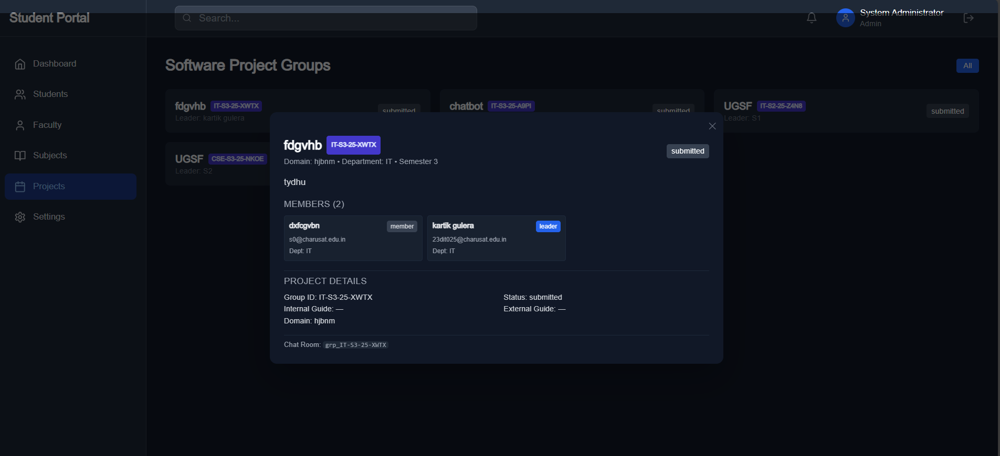 Student Portal
Search...
System Administrator
Admin
Dashboard
Students
Faculty
Subjects
Projects
Settings
Software Project Groups
All
fdgvhb IT-S3-25-XWTX
submitted
Leader: kartik gulera
chatbot IT-S3-25-A9PI
submitted
UGSF IT-S2-25-Z4N8
submitted
Leader: S1
UGSF CSE-S3-25-NKOE
Leader: S2
fdgvhb IT-S3-25-XWTX
submitted
Domain: hjbnm • Department: IT • Semester 3
tydhu
MEMBERS (2)
dxfcgvbn member
s0@charusat.edu.in
Dept: IT
kartik gulera leader
23dit025@charusat.edu.in
Dept: IT
PROJECT DETAILS
Group ID: IT-S3-25-XWTX
Status: submitted
Internal Guide: —
External Guide: —
Domain: hjbnm
Chat Room: grp_IT-S3-25-XWTX